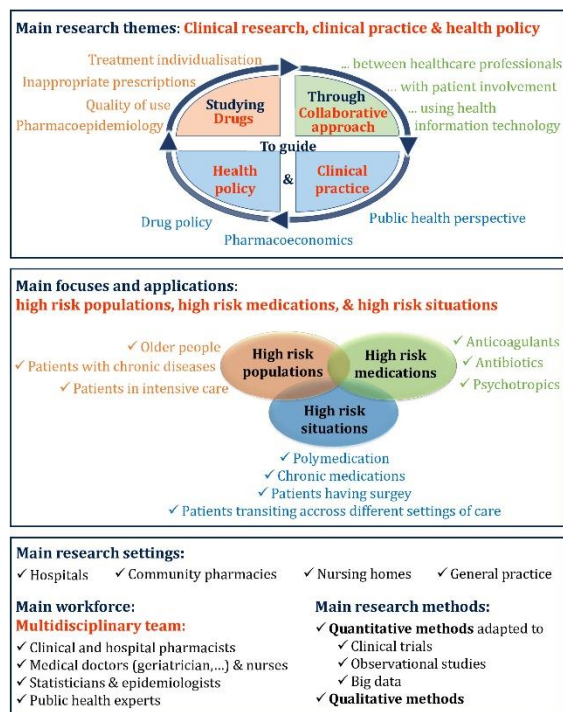 Main research themes: Clinical research, clinical practice & health policy
Treatment individualisation
Inappropriate prescriptions
Quality of use
Pharmacoepidemiology
... between healthcare professionals
... with patient involvement
... using health
information technology
Studying
Drugs
Through
Collaborative
approach
To guide
Health
policy
&
Clinical
practice
Drug policy
Pharmacoeconomics
Public health perspective
Main focuses and applications:
high risk populations, high risk medications, & high risk situations
✓ Older people
✓ Patients with chronic diseases
✓ Patients in intensive care
High risk
populations
High risk
medications
High risk
situations
✓ Anticoagulants
✓ Antibiotics
✓ Psychotropics
✓ Polymedication
✓ Chronic medications
✓ Patients having surgey
✓ Patients transiting accross different settings of care
Main research settings:
✓ Hospitals ✓ Community pharmacies ✓ Nursing homes ✓ General practice
Main workforce:
Multidisciplinary team:
✓ Clinical and hospital pharmacists
✓ Medical doctors (geriatrician,...) & nurses
✓ Statisticians & epidemiologists
✓ Public health experts
Main research methods:
✓ Quantitative methods adapted to
✓ Clinical trials
✓ Observational studies
✓ Big data
✓ Qualitative methods